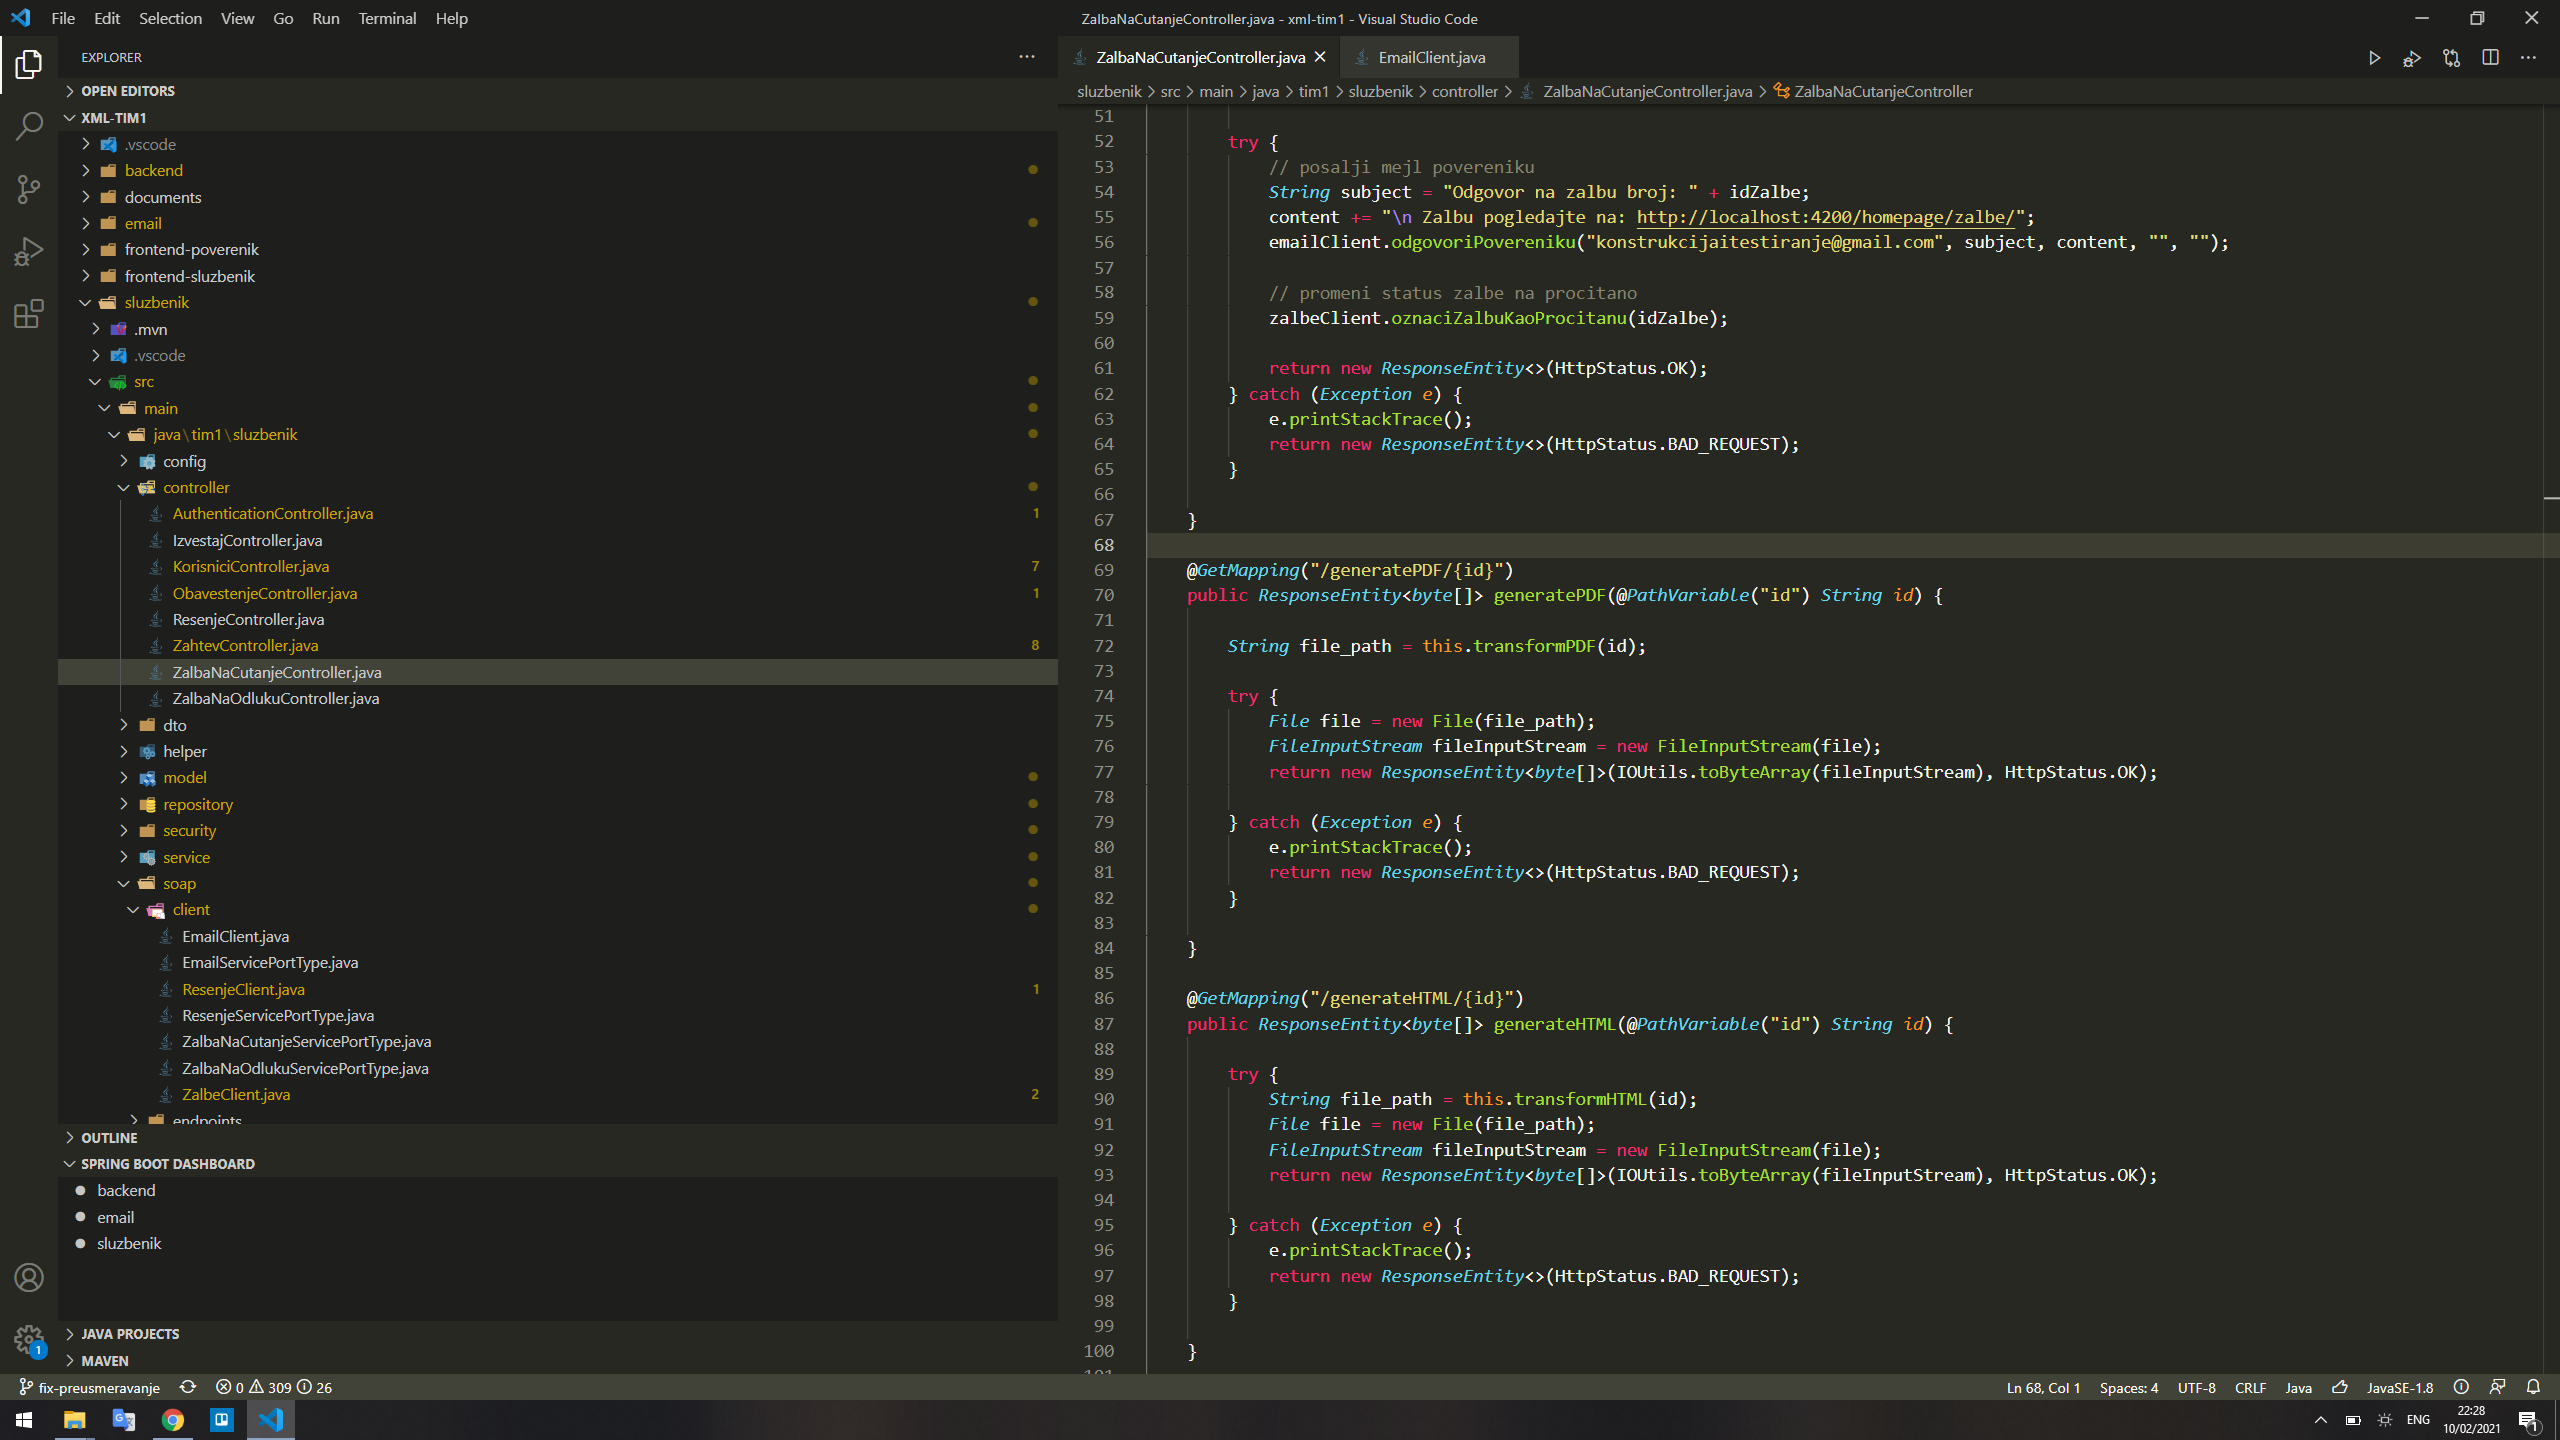 File Edit Selection View Go Run Terminal Help
ZalbaNaCutanjeController.java - xml-tim1 - Visual Studio Code
EXPLORER
OPEN EDITORS
XML-TIM1
.vscode
backend
documents
email
frontend-poverenik
frontend-sluzbenik
sluzbenik
.mvn
.vscode
src
main
java\tim1\sluzbenik
config
controller
AuthenticationController.java 1
IzvestajController.java
KorisniciController.java 7
ObavestenjeController.java 1
ResenjeController.java
ZahtevController.java 8
ZalbaNaCutanjeController.java
ZalbaNaOdlukuController.java
dto
helper
model
repository
security
service
soap
client
EmailClient.java
EmailServicePortType.java
ResenjeClient.java 1
ResenjeServicePortType.java
ZalbaNaCutanjeServicePortType.java
ZalbaNaOdlukuServicePortType.java
ZalbeClient.java 2
endpoints
OUTLINE
SPRING BOOT DASHBOARD
backend
email
sluzbenik
JAVA PROJECTS
MAVEN
1
ZalbaNaCutanjeController.java EmailClient.java
sluzbenik > src > main > java > tim1 > sluzbenik > controller > ZalbaNaCutanjeController.java > ZalbaNaCutanjeController
51
52 try {
53 // posalji mejl povereniku
54 String subject = "Odgovor na zalbu broj: " + idZalbe;
55 content += "\n Zalbu pogledajte na: http://localhost:4200/homepage/zalbe/";
56 emailClient.odgovoriPovereniku("konstrukcijaitestiranje@gmail.com", subject, content, "", "");
57
58 // promeni status zalbe na procitano
59 zalbeClient.oznaciZalbuKaoProcitanu(idZalbe);
60
61 return new ResponseEntity<>(HttpStatus.OK);
62 } catch (Exception e) {
63 e.printStackTrace();
64 return new ResponseEntity<>(HttpStatus.BAD_REQUEST);
65 }
66
67 }
68
69 @GetMapping("/generatePDF/{id}")
70 public ResponseEntity<byte[]> generatePDF(@PathVariable("id") String id) {
71
72 String file_path = this.transformPDF(id);
73
74 try {
75 File file = new File(file_path);
76 FileInputStream fileInputStream = new FileInputStream(file);
77 return new ResponseEntity<byte[]>(IOUtils.toByteArray(fileInputStream), HttpStatus.OK);
78
79 } catch (Exception e) {
80 e.printStackTrace();
81 return new ResponseEntity<>(HttpStatus.BAD_REQUEST);
82 }
83
84 }
85
86 @GetMapping("/generateHTML/{id}")
87 public ResponseEntity<byte[]> generateHTML(@PathVariable("id") String id) {
88
89 try {
90 String file_path = this.transformHTML(id);
91 File file = new File(file_path);
92 FileInputStream fileInputStream = new FileInputStream(file);
93 return new ResponseEntity<byte[]>(IOUtils.toByteArray(fileInputStream), HttpStatus.OK);
94
95 } catch (Exception e) {
96 e.printStackTrace();
97 return new ResponseEntity<>(HttpStatus.BAD_REQUEST);
98 }
99
100 }
101
fix-preusmeravanje 0 309 26
Ln 68, Col 1 Spaces: 4 UTF-8 CRLF Java JavaSE-1.8
ENG
22:28
10/02/2021
1